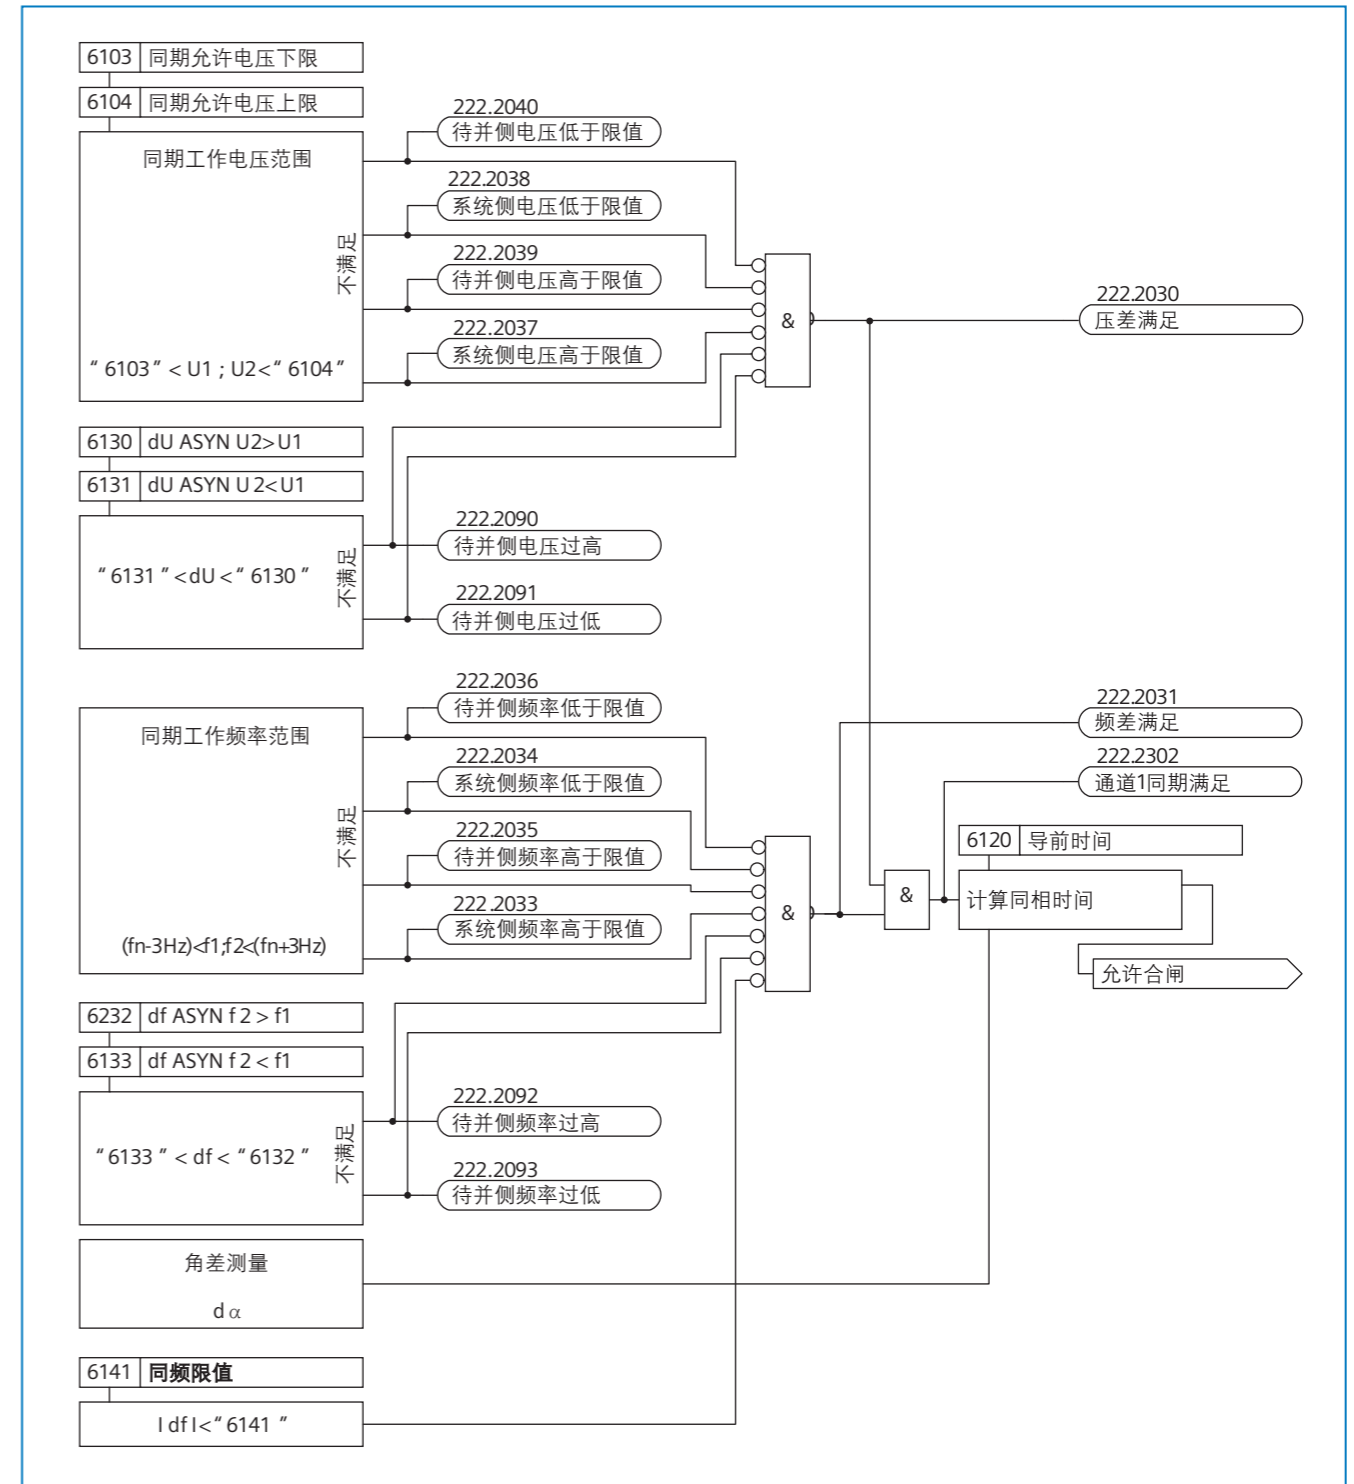 6103 同期允许电压下限
6104 同期允许电压上限
同期工作电压范围
不满足
“ 6103 ” < U1 ; U2<“ 6104 ”
222.2040
待并侧电压低于限值
222.2038
系统侧电压低于限值
222.2039
待并侧电压高于限值
222.2037
系统侧电压高于限值
&
222.2030
压差满足
6130 dU ASYN U2>U1
6131 dU ASYN U 2<U1
“ 6131 ” <dU < “ 6130 ”
不满足
222.2090
待并侧电压过高
222.2091
待并侧电压过低
同期工作频率范围
不满足
(fn-3Hz)<f1,f2<(fn+3Hz)
222.2036
待并侧频率低于限值
222.2034
系统侧频率低于限值
222.2035
待并侧频率高于限值
222.2033
系统侧频率高于限值
&
222.2031
频差满足
222.2302
通道1同期满足
6120 导前时间
&
计算同相时间
允许合闸
6232 df ASYN f 2 > f1
6133 df ASYN f 2 < f1
“ 6133 ” < df < “ 6132 ”
不满足
222.2092
待并侧频率过高
222.2093
待并侧频率过低
角差测量
d α
6141 同频限值
I df I<“ 6141 ”